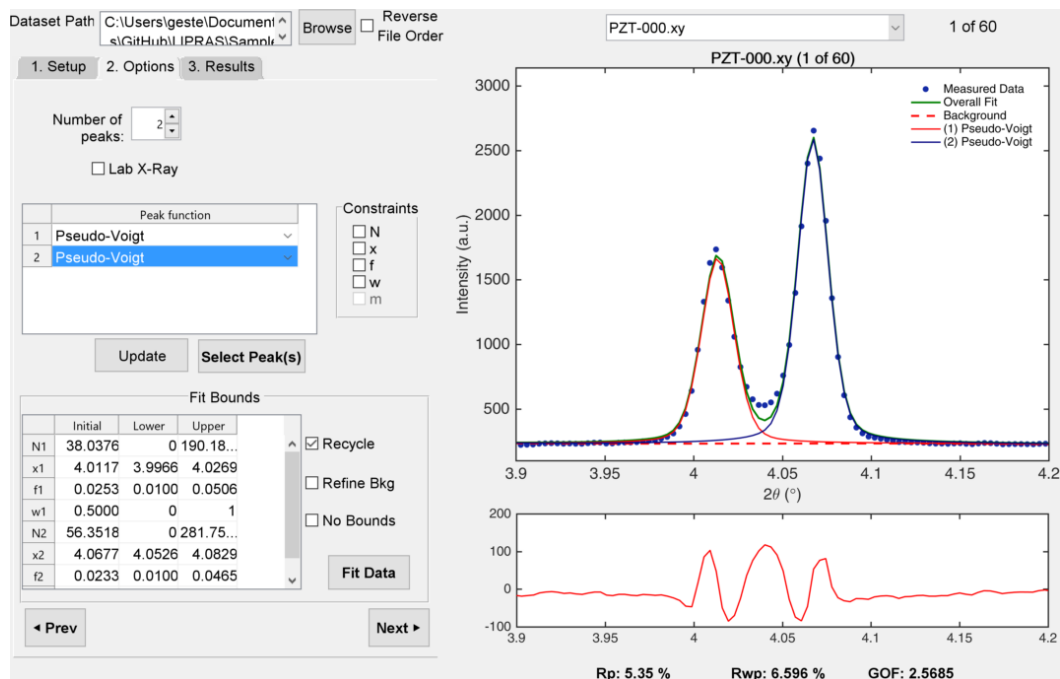 Dataset Path
C:\Users\geste\Document
s\GitHub\LIPRAS\Sample
Browse
Reverse
File Order
PZT-000.xy
1 of 60
1. Setup
2. Options
3. Results
Number of
peaks:
2
Lab X-Ray
Peak function
1 Pseudo-Voigt
2 Pseudo-Voigt
Constraints
N
x
f
w
m
Update
Select Peak(s)
Fit Bounds
Initial Lower Upper
N1 38.0376 0 190.18...
x1 4.0117 3.9966 4.0269
f1 0.0253 0.0100 0.0506
w1 0.5000 0 1
N2 56.3518 0 281.75...
x2 4.0677 4.0526 4.0829
f2 0.0233 0.0100 0.0465
Recycle
Refine Bkg
No Bounds
Fit Data
◂ Prev
Next ▸
PZT-000.xy (1 of 60)
Measured Data
Overall Fit
Background
(1) Pseudo-Voigt
(2) Pseudo-Voigt
Intensity (a.u.)
3000
2500
2000
1500
1000
500
3.9 3.95 4 4.05 4.1 4.15 4.2
2θ (°)
200
100
0
-100
3.9 3.95 4 4.05 4.1 4.15 4.2
Rp: 5.35 % Rwp: 6.596 % GOF: 2.5685